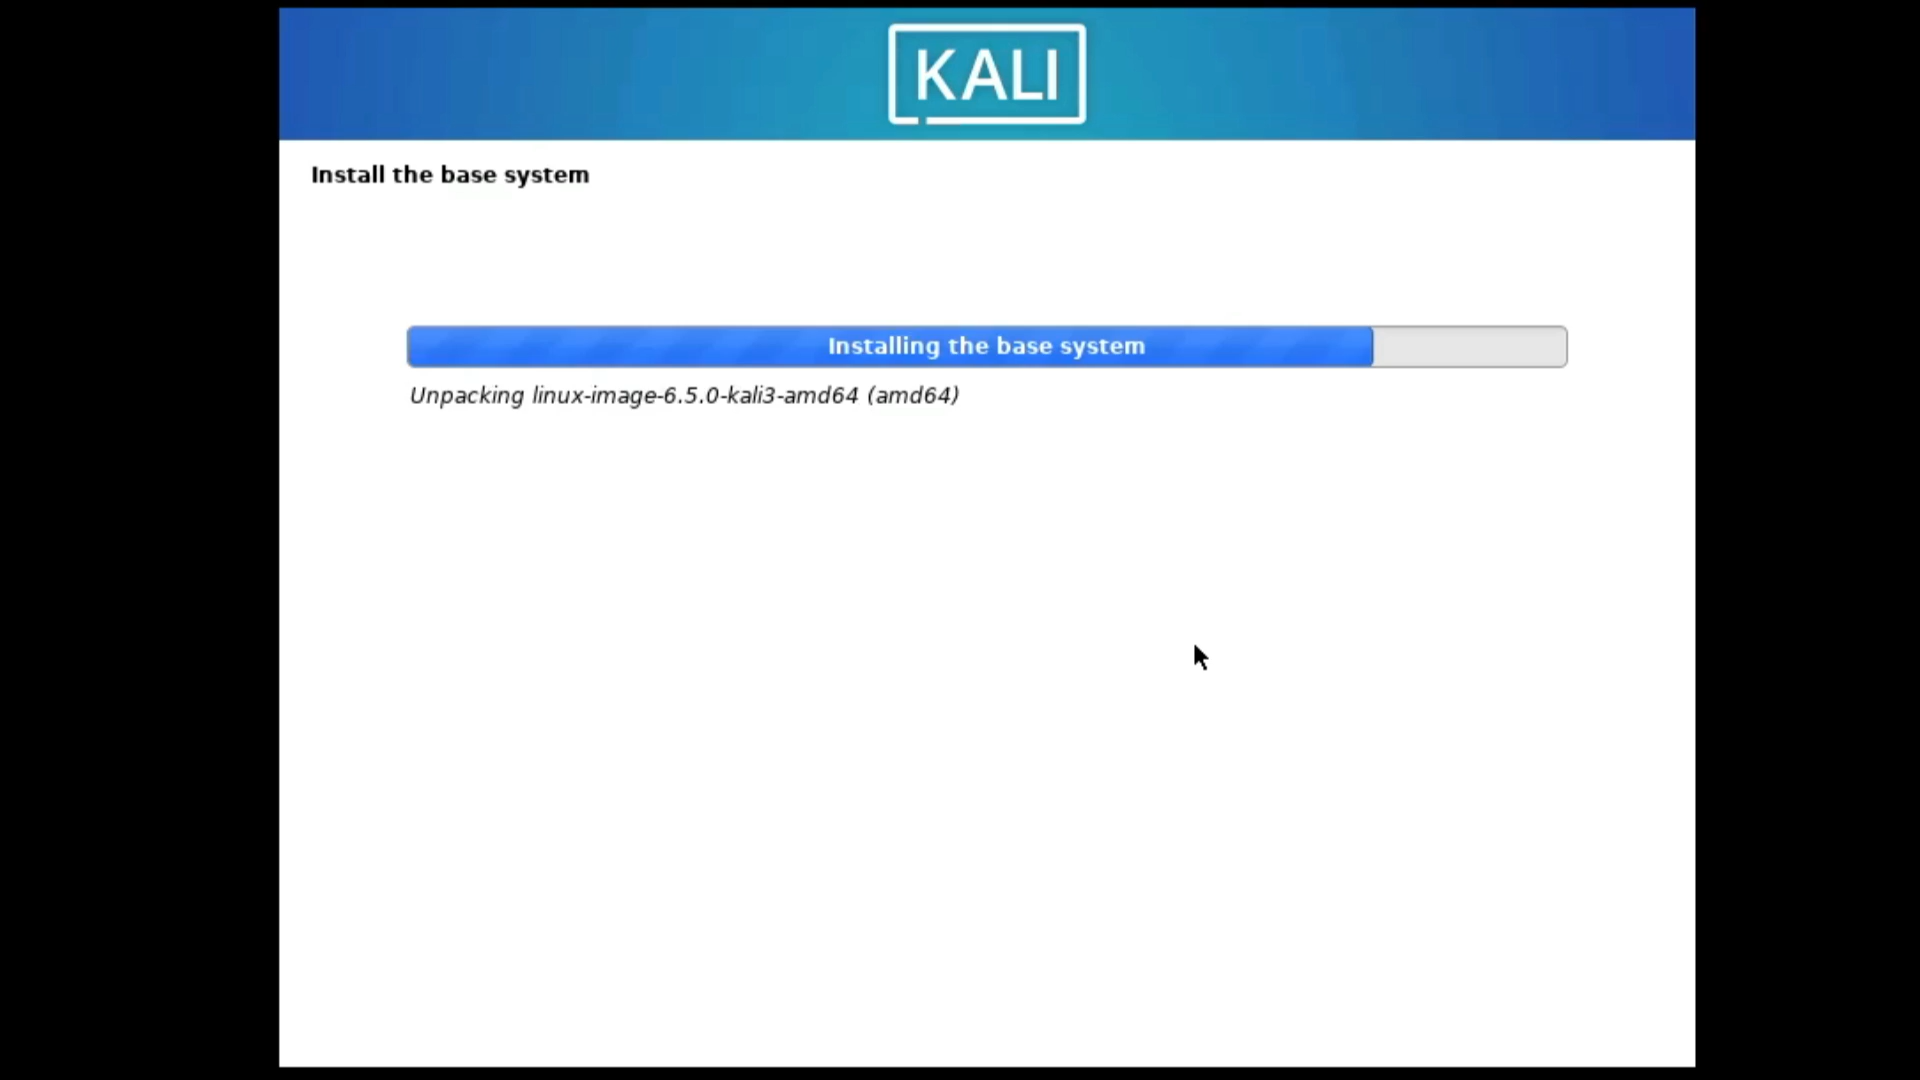 KALI
Install the base system
Installing the base system
Unpacking linux-image-6.5.0-kali3-amd64 (amd64)